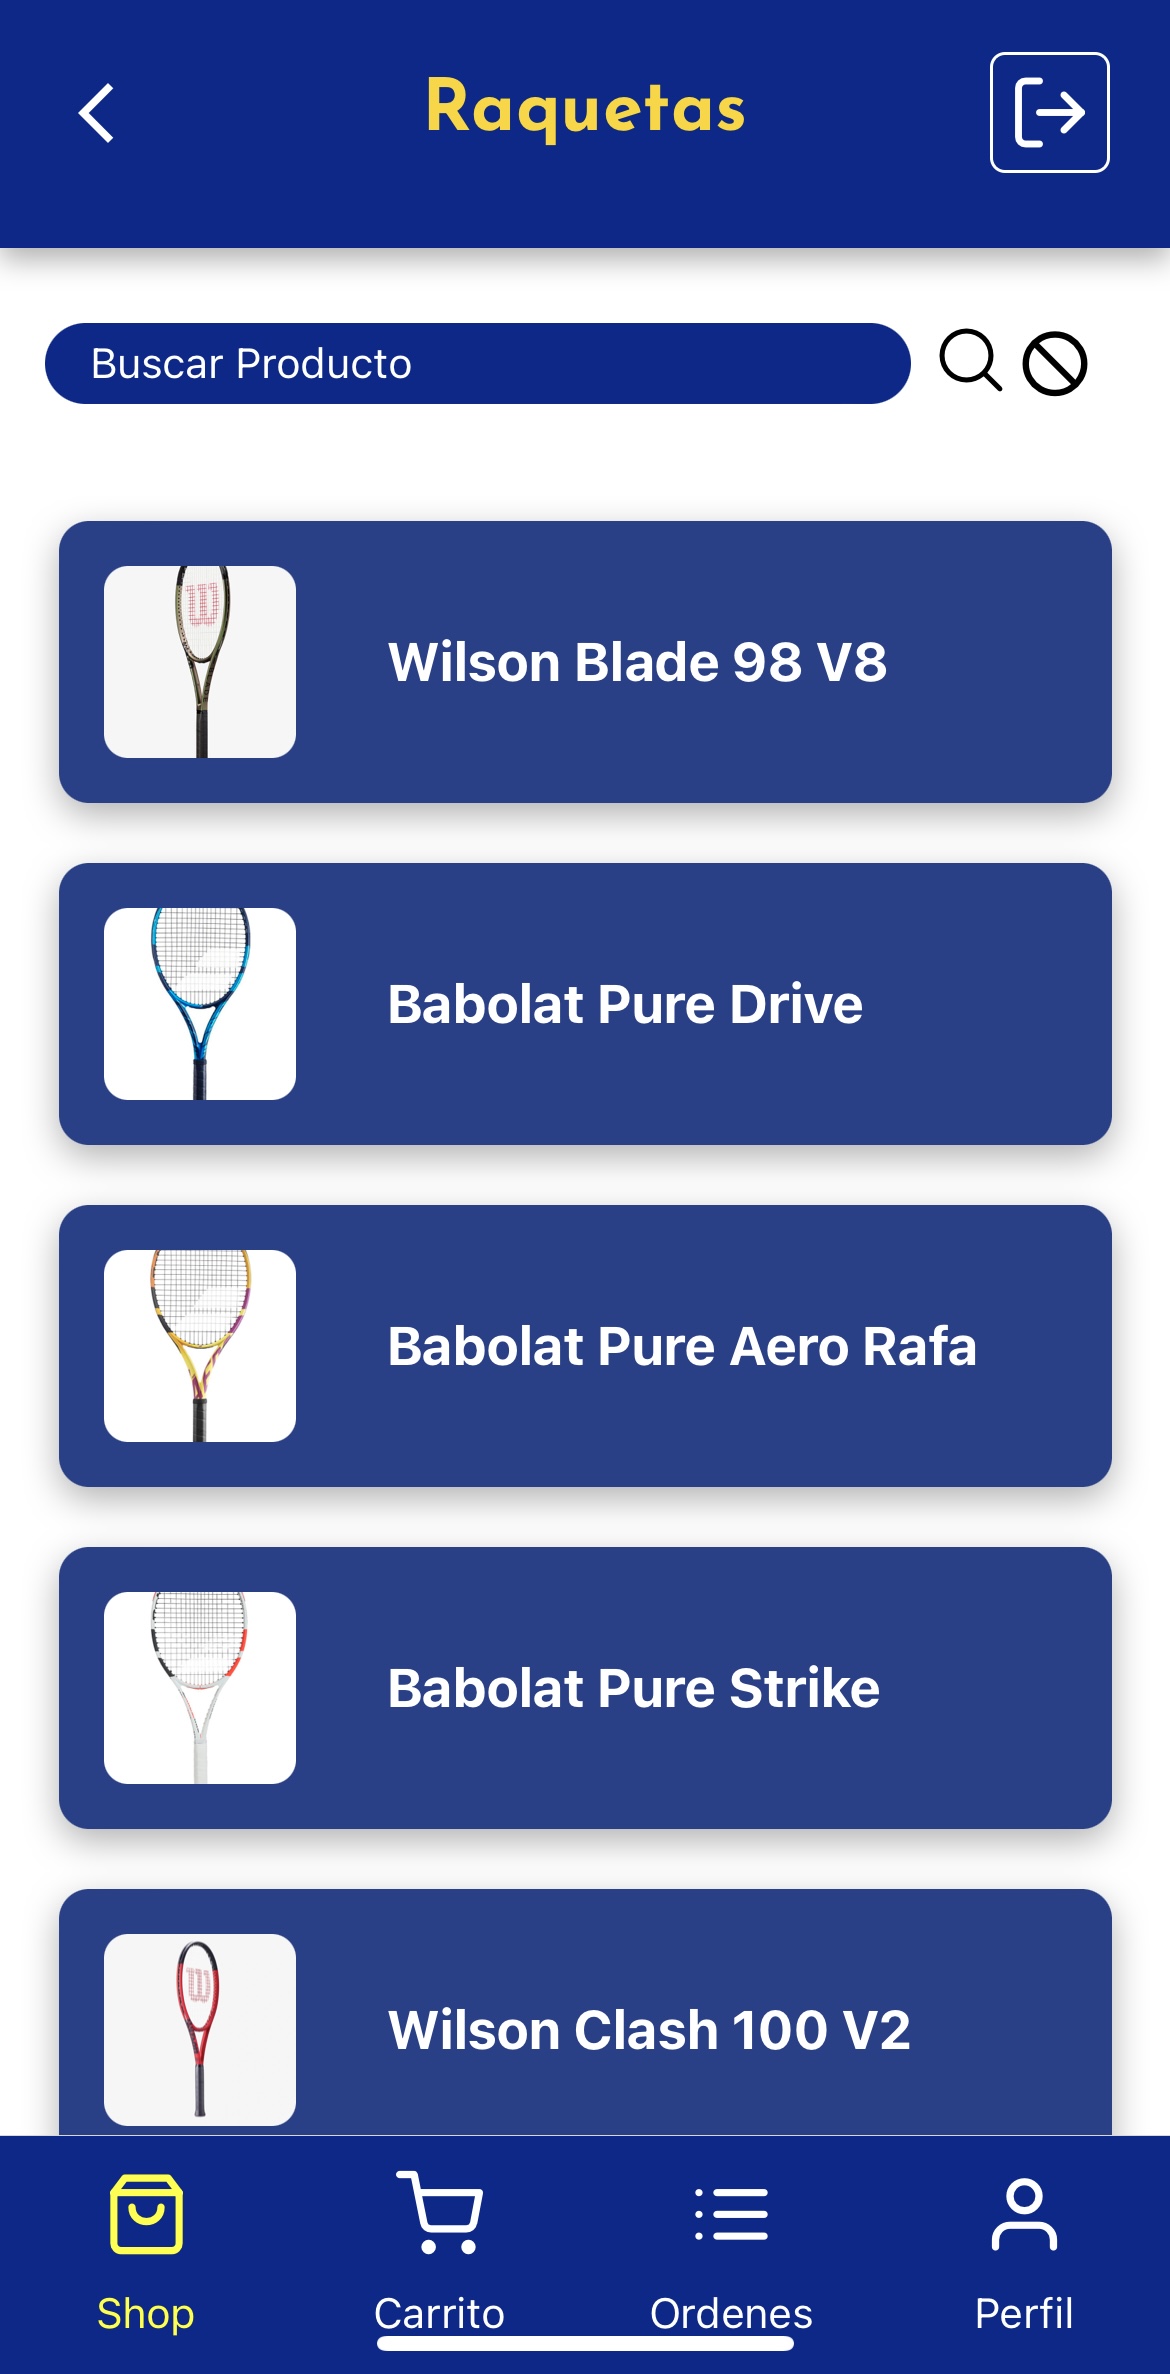 Raquetas
Buscar Producto
Wilson Blade 98 V8
Babolat Pure Drive
Babolat Pure Aero Rafa
Babolat Pure Strike
Wilson Clash 100 V2
Shop
Carrito
Ordenes
Perfil